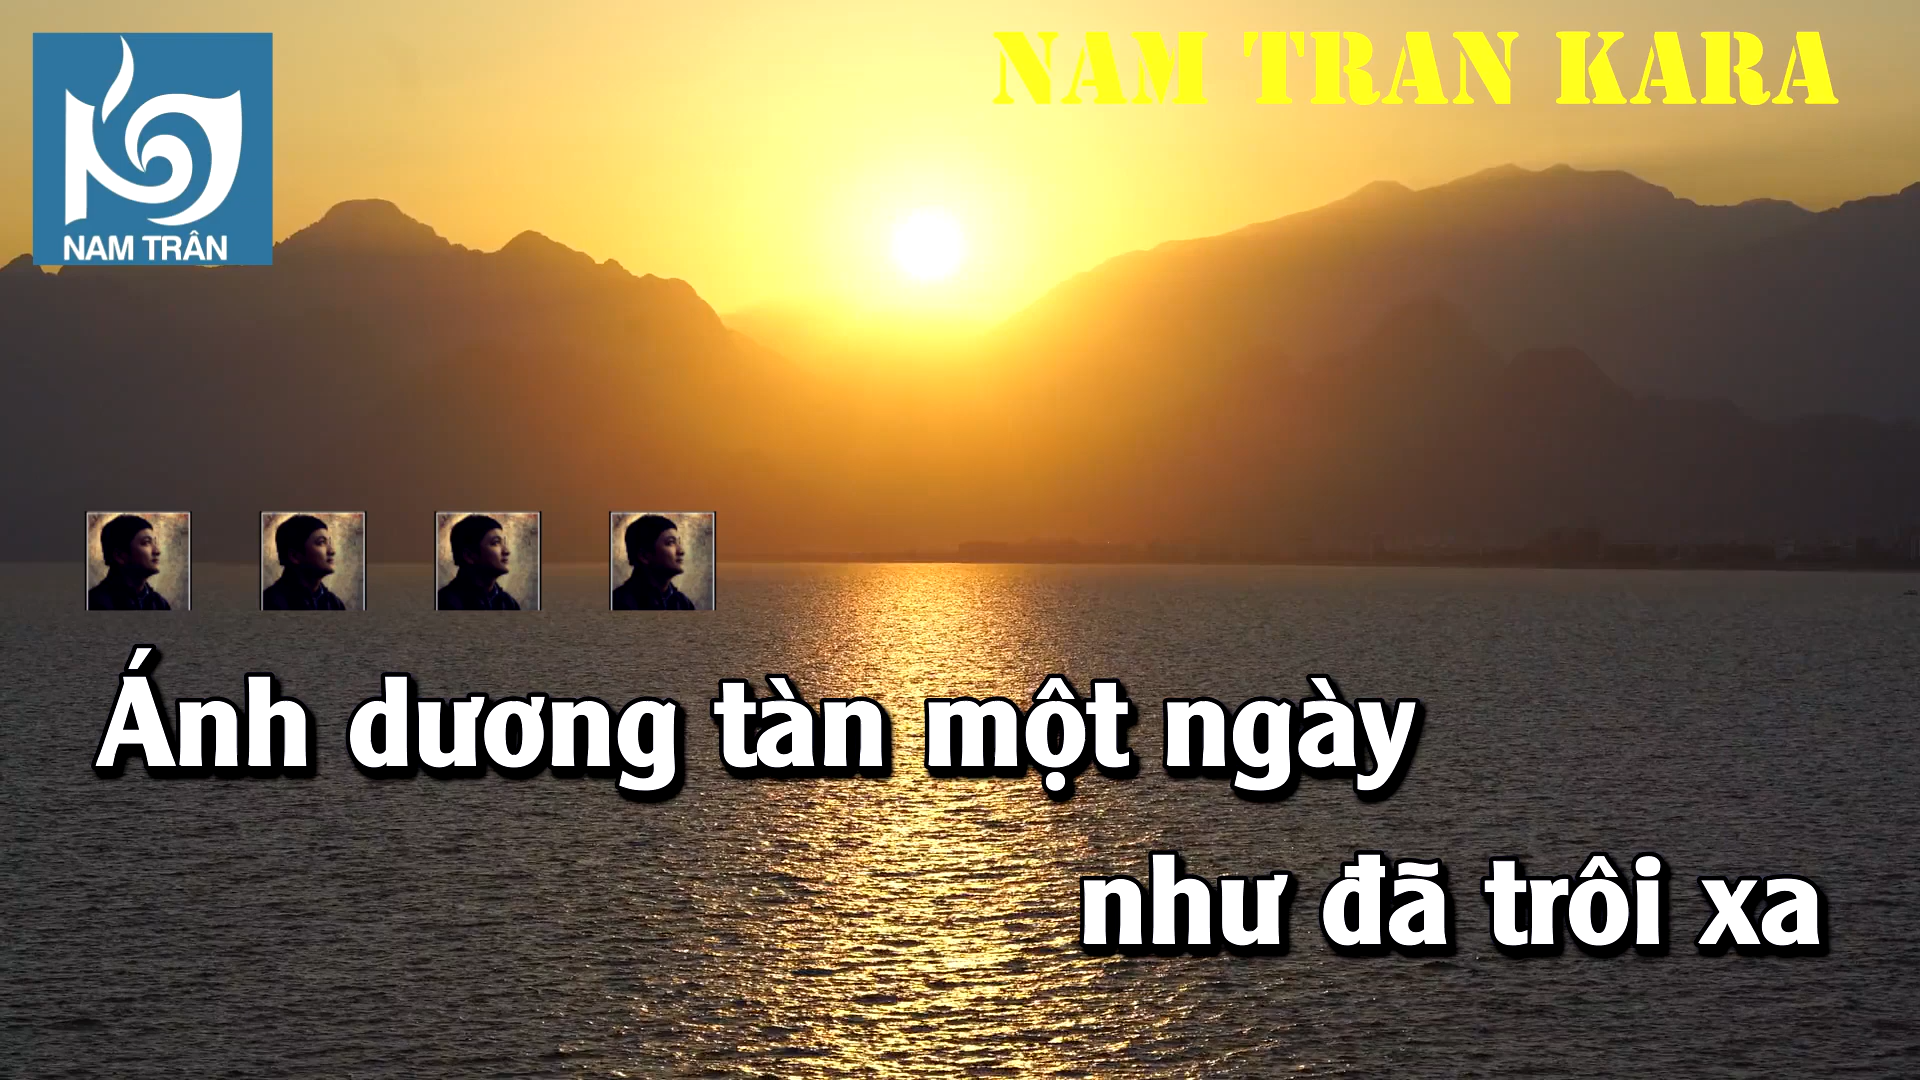 NAM TRAN KARA
NAM TRÂN
Ánh dương tàn một ngày
như đã trôi xa